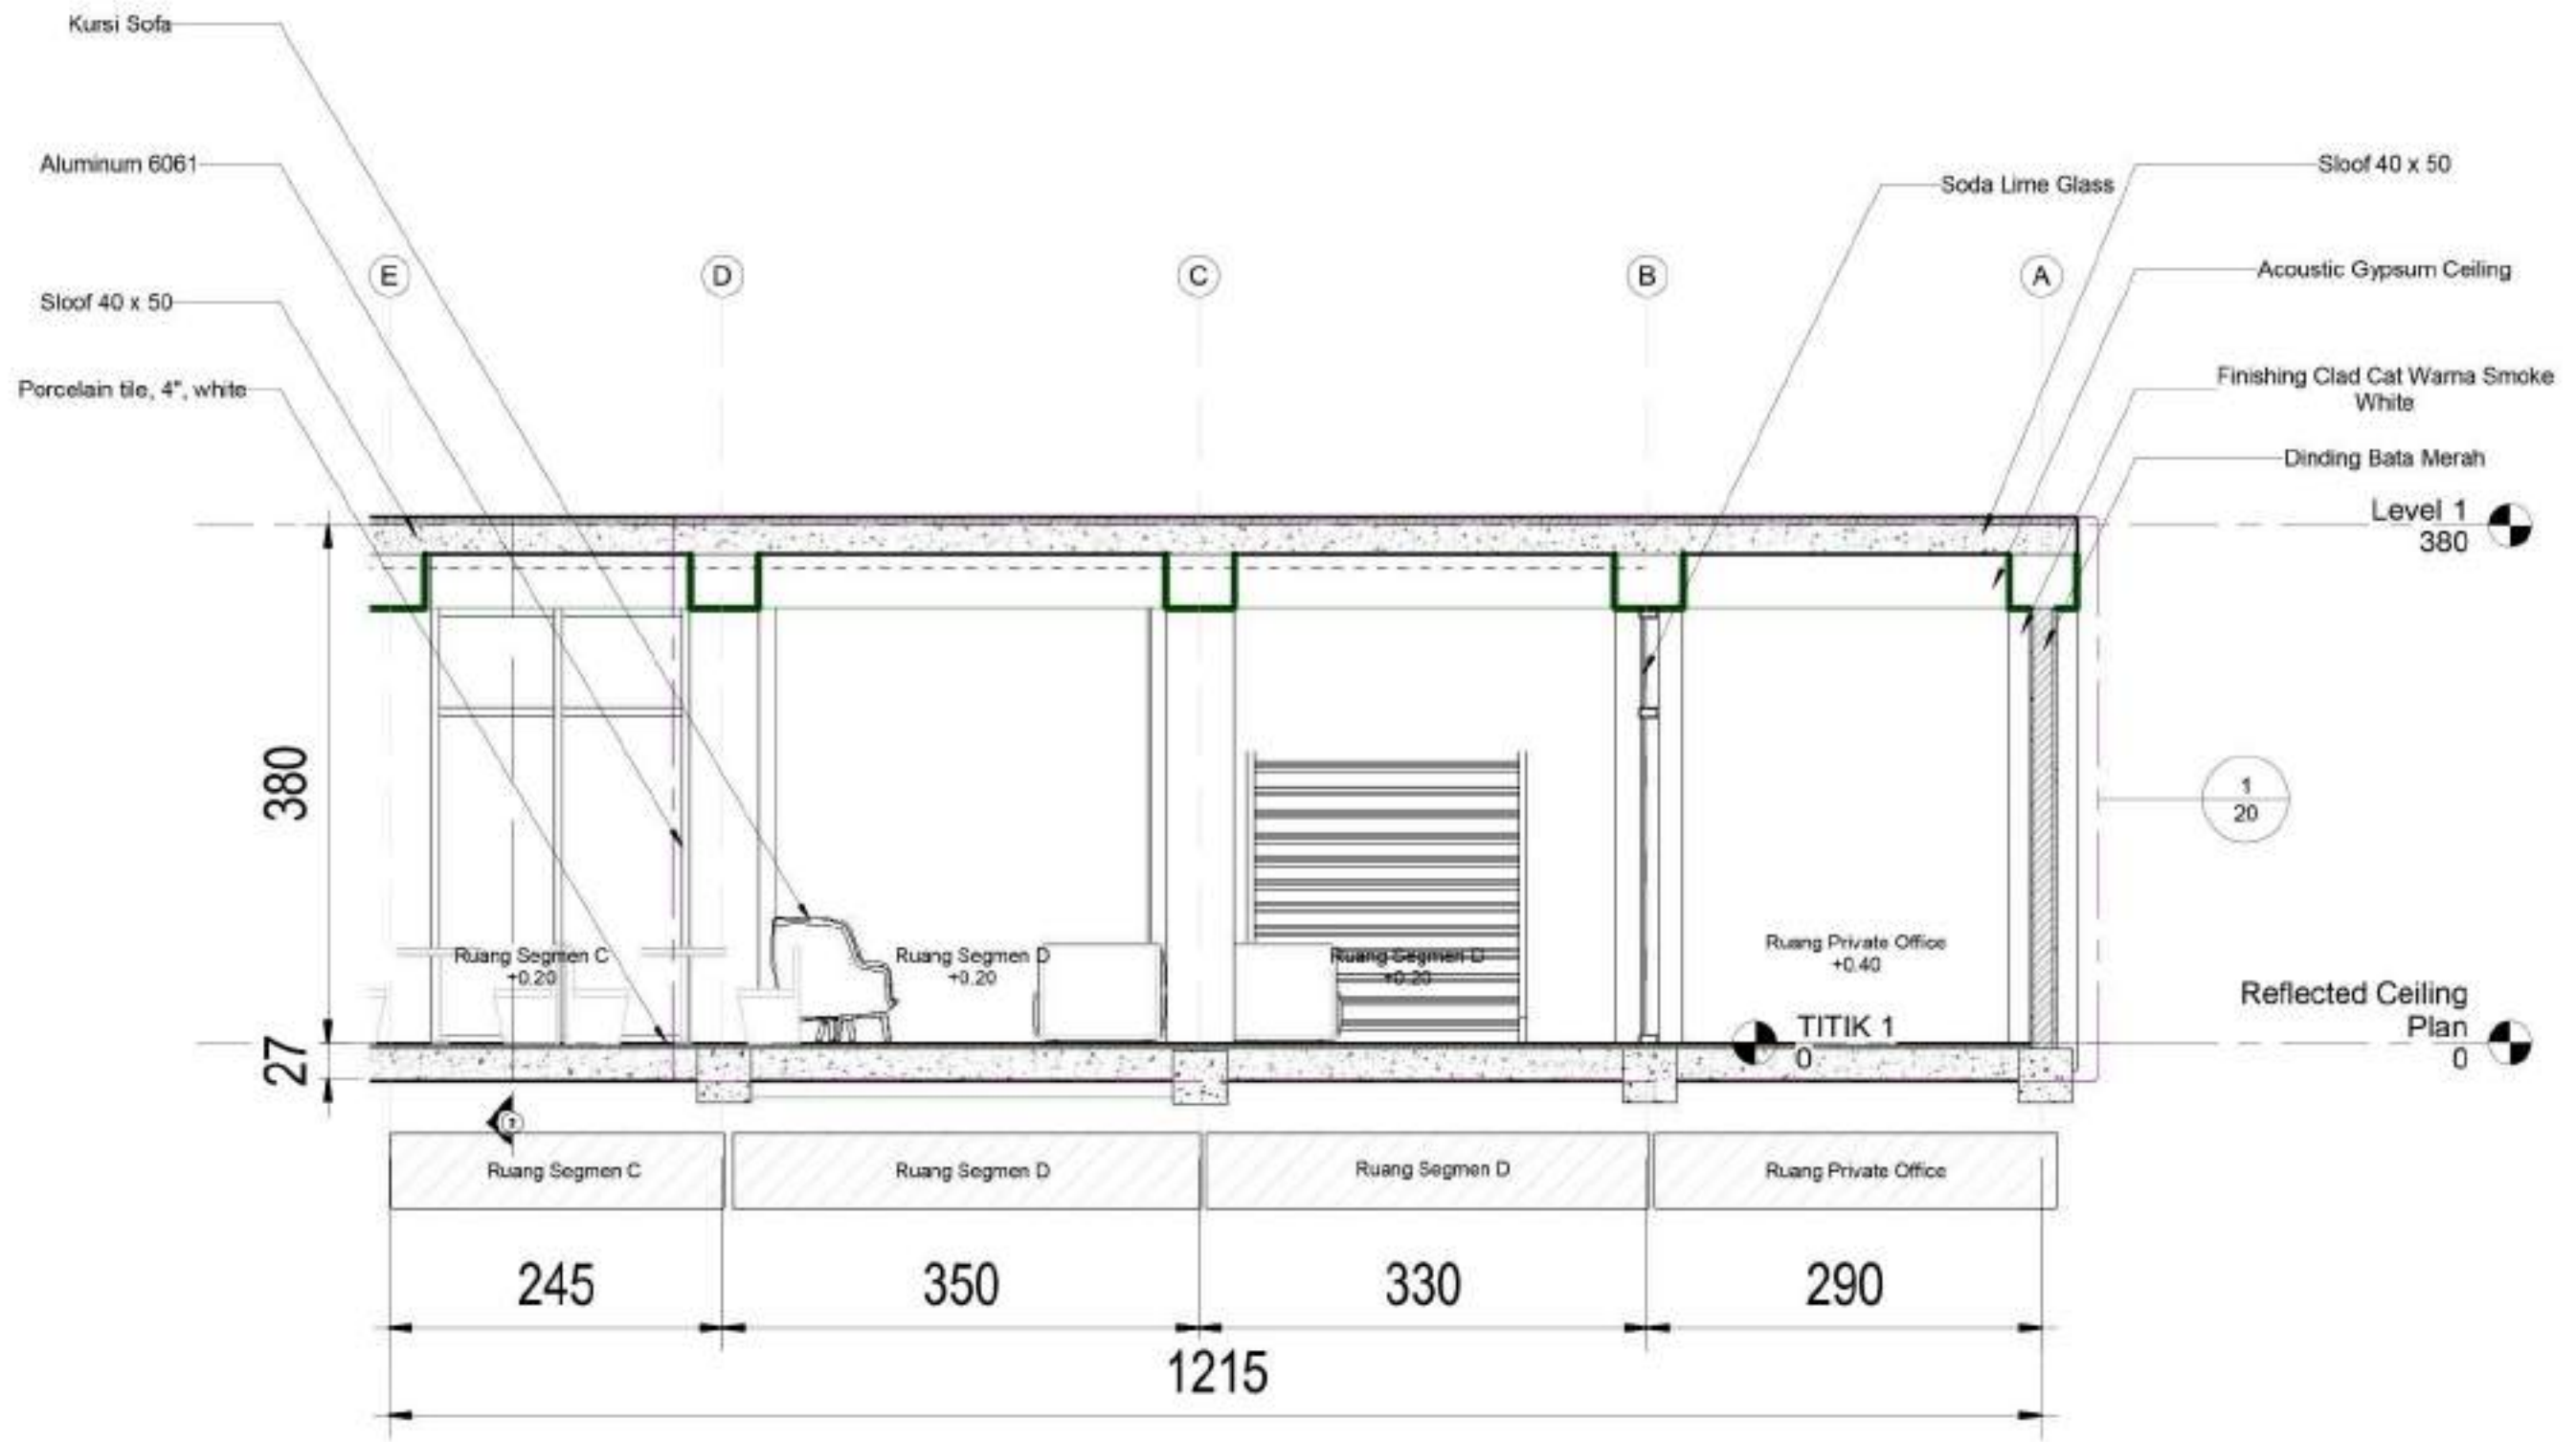 Kursi Sofa
Aluminum 6061
Sloof 40 x 50
Porcelain tile, 4", white
Soda Lime Glass
Sloof 40 x 50
Acoustic Gypsum Ceiling
Finishing Clad Cat Warna Smoke
White
Dinding Bata Merah
E
D
C
B
A
Level 1
380
380
27
1
20
Ruang Segmen C
+0.20
Ruang Segmen D
+0.20
Ruang Segmen D
+0.20
Ruang Private Office
+0.40
TITIK 1
0
Reflected Ceiling
Plan
0
Ruang Segmen C
Ruang Segmen D
Ruang Segmen D
Ruang Private Office
245
350
330
290
1215